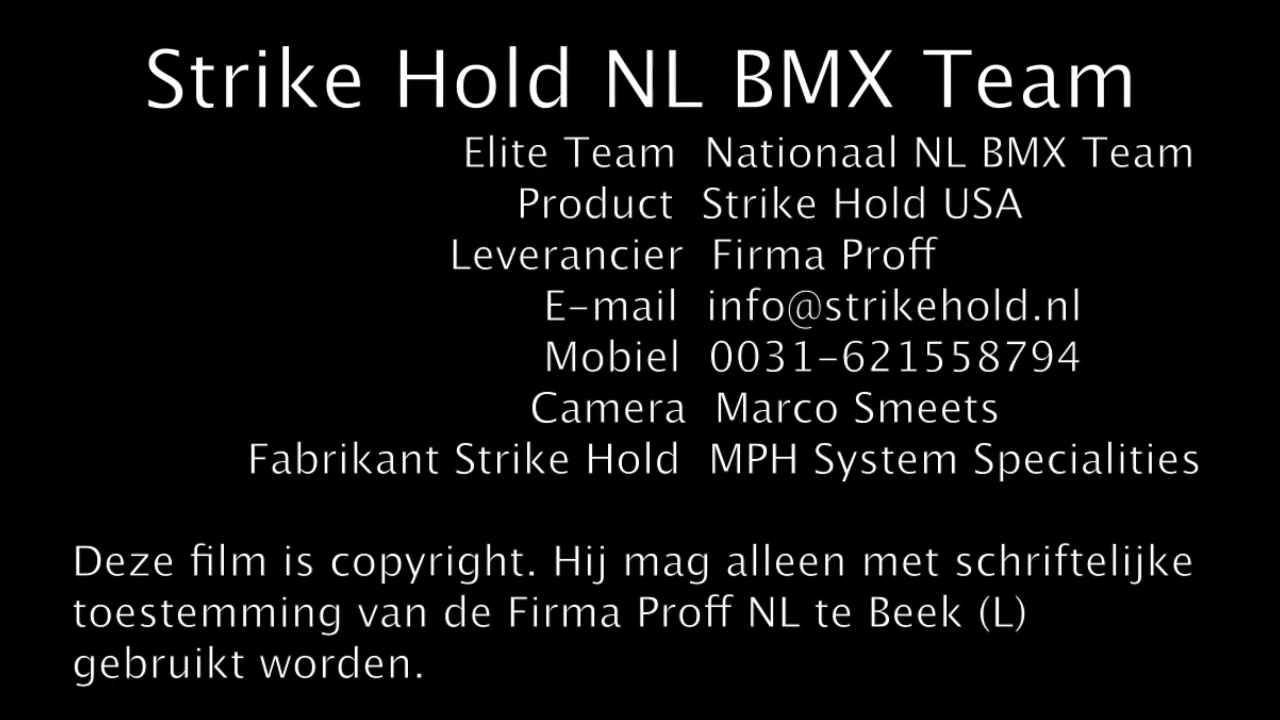 Strike Hold NL BMX Team
Elite Team Nationaal NL BMX Team
Product Strike Hold USA
Leverancier Firma Proff
E-mail info@strikehold.nl
Mobiel 0031-621558794
Camera Marco Smeets
Fabrikant Strike Hold MPH System Specialities
Deze film is copyright. Hij mag alleen met schriftelijke
toestemming van de Firma Proff NL te Beek (L)
gebruikt worden.